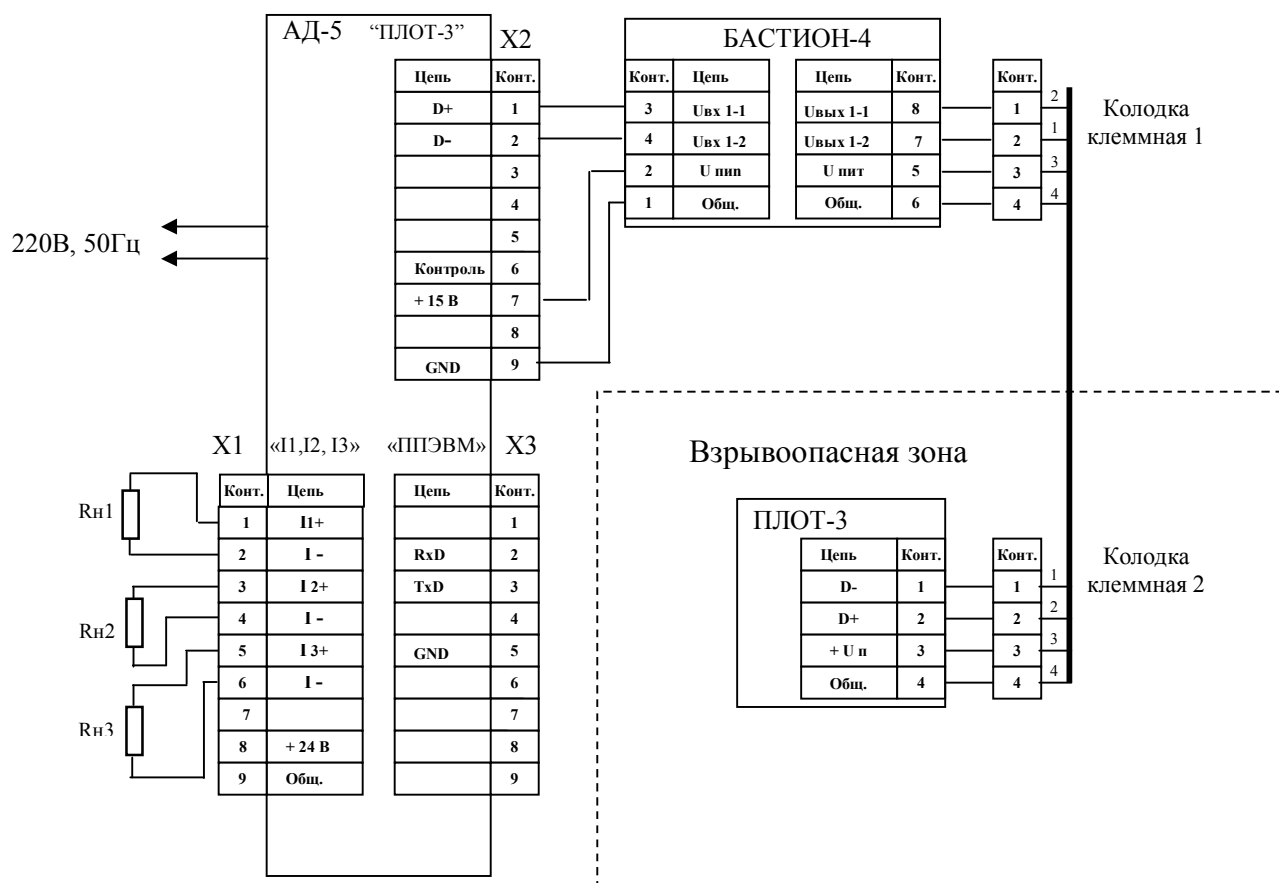 АД-5 “ПЛОТ-3” X2
Цепь Конт.
D+ 1
D- 2
3
4
5
Контроль 6
+ 15 В 7
8
GND 9
БАСТИОН-4
Конт. Цепь Цепь Конт.
3 Uвх 1-1 Uвых 1-1 8
4 Uвх 1-2 Uвых 1-2 7
2 U пип U пит 5
1 Общ. Общ. 6
Конт.
1 2
2 1
3 3
4 4
Колодка
клеммная 1
220В, 50Гц
X1 «I1,I2, I3» «ППЭВМ» X3
Rн1
Rн2
Rн3
Конт. Цепь
1 I1+
2 I -
3 I 2+
4 I -
5 I 3+
6 I -
7
8 + 24 В
9 Общ.
Цепь Конт.
1
RxD 2
TxD 3
4
GND 5
6
7
8
9
Взрывоопасная зона
ПЛОТ-3
Цепь Конт.
D- 1
D+ 2
+ U п 3
Общ. 4
Конт.
1 1
2 2
3 3
4 4
Колодка
клеммная 2